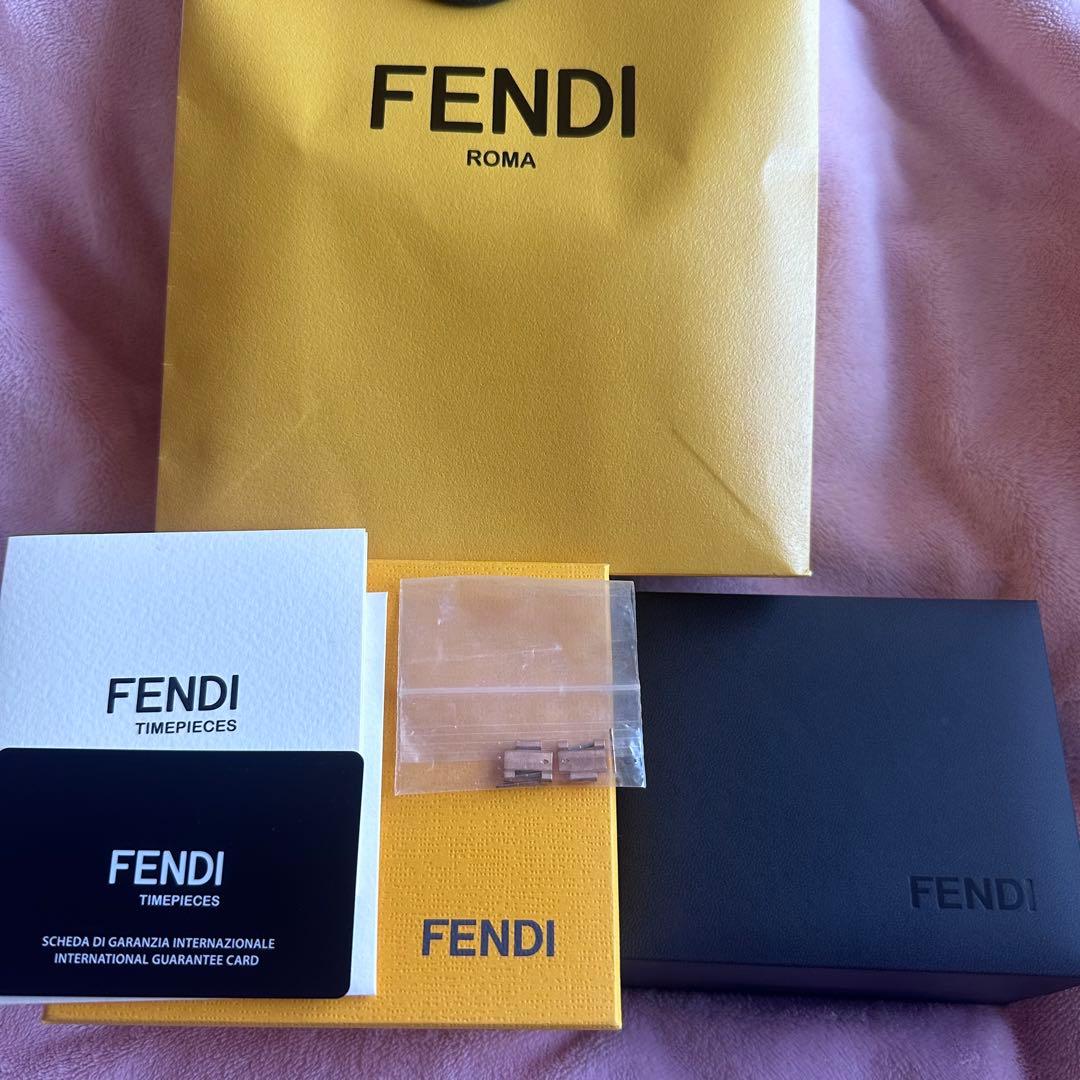 FENDI
ROMA
FENDI
TIMEPIECES
FENDI
TIMEPIECES
SCHEDA DI GARANZIA INTERNAZIONALE
INTERNATIONAL GUARANTEE CARD
FENDI
FENDI